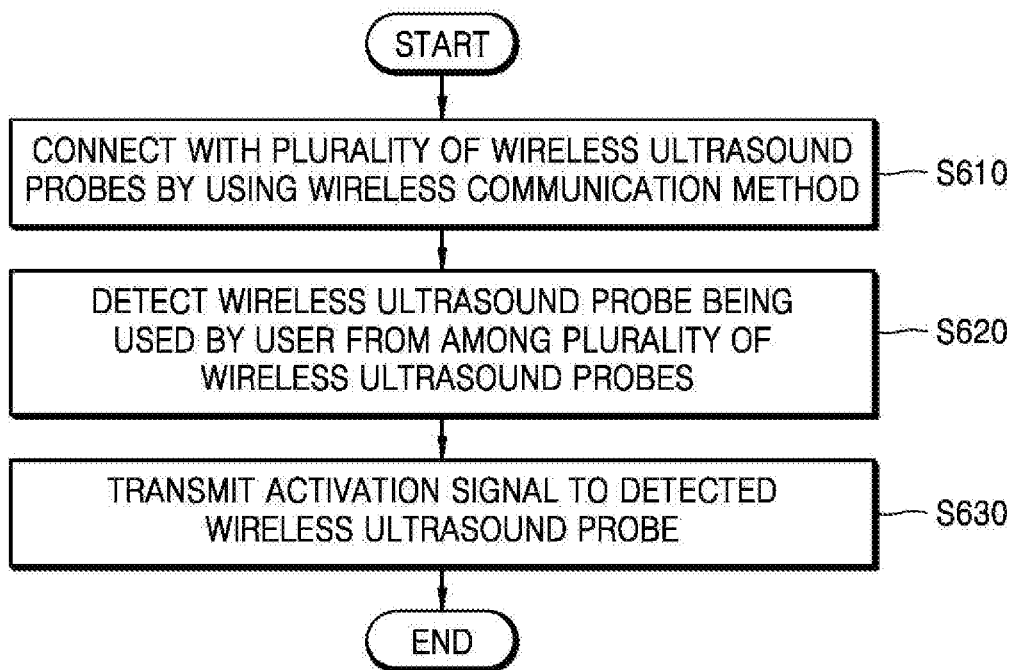 START
CONNECT WITH PLURALITY OF WIRELESS ULTRASOUND
PROBES BY USING WIRELESS COMMUNICATION METHOD
S610
DETECT WIRELESS ULTRASOUND PROBE BEING
USED BY USER FROM AMONG PLURALITY OF
WIRELESS ULTRASOUND PROBES
S620
TRANSMIT ACTIVATION SIGNAL TO DETECTED
WIRELESS ULTRASOUND PROBE
S630
END